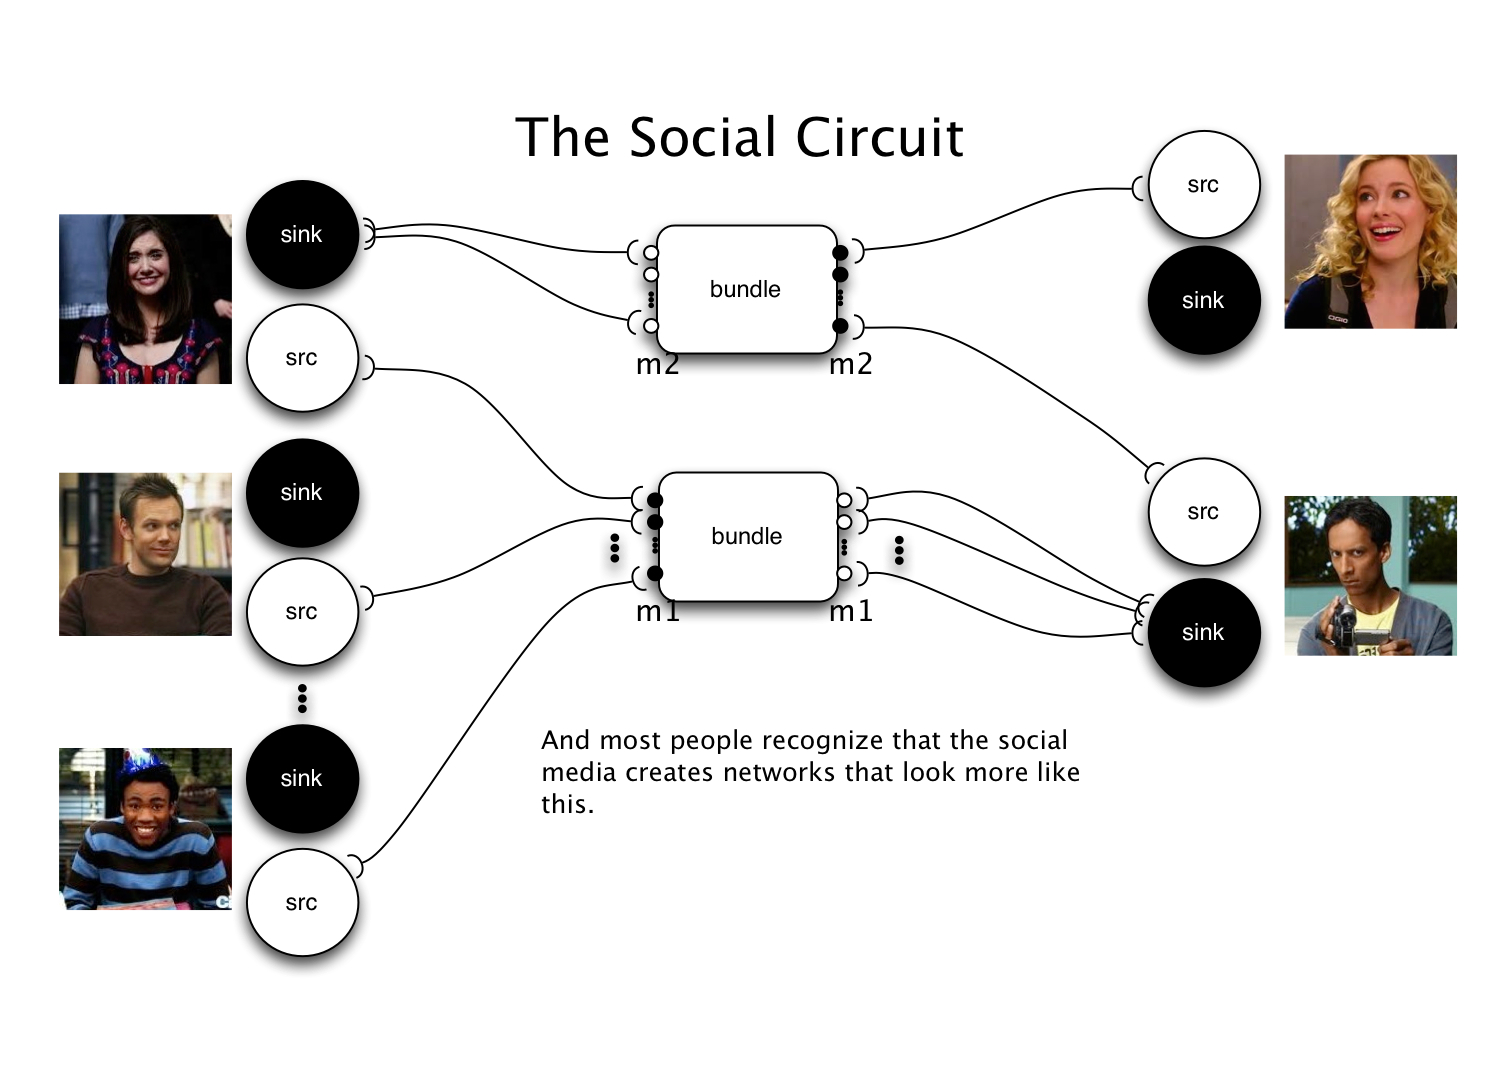 The Social Circuit
sink
src
bundle
m2
m2
src
sink
OGIO
sink
src
bundle
m1
m1
src
sink
sink
src
And most people recognize that the social
media creates networks that look more like
this.